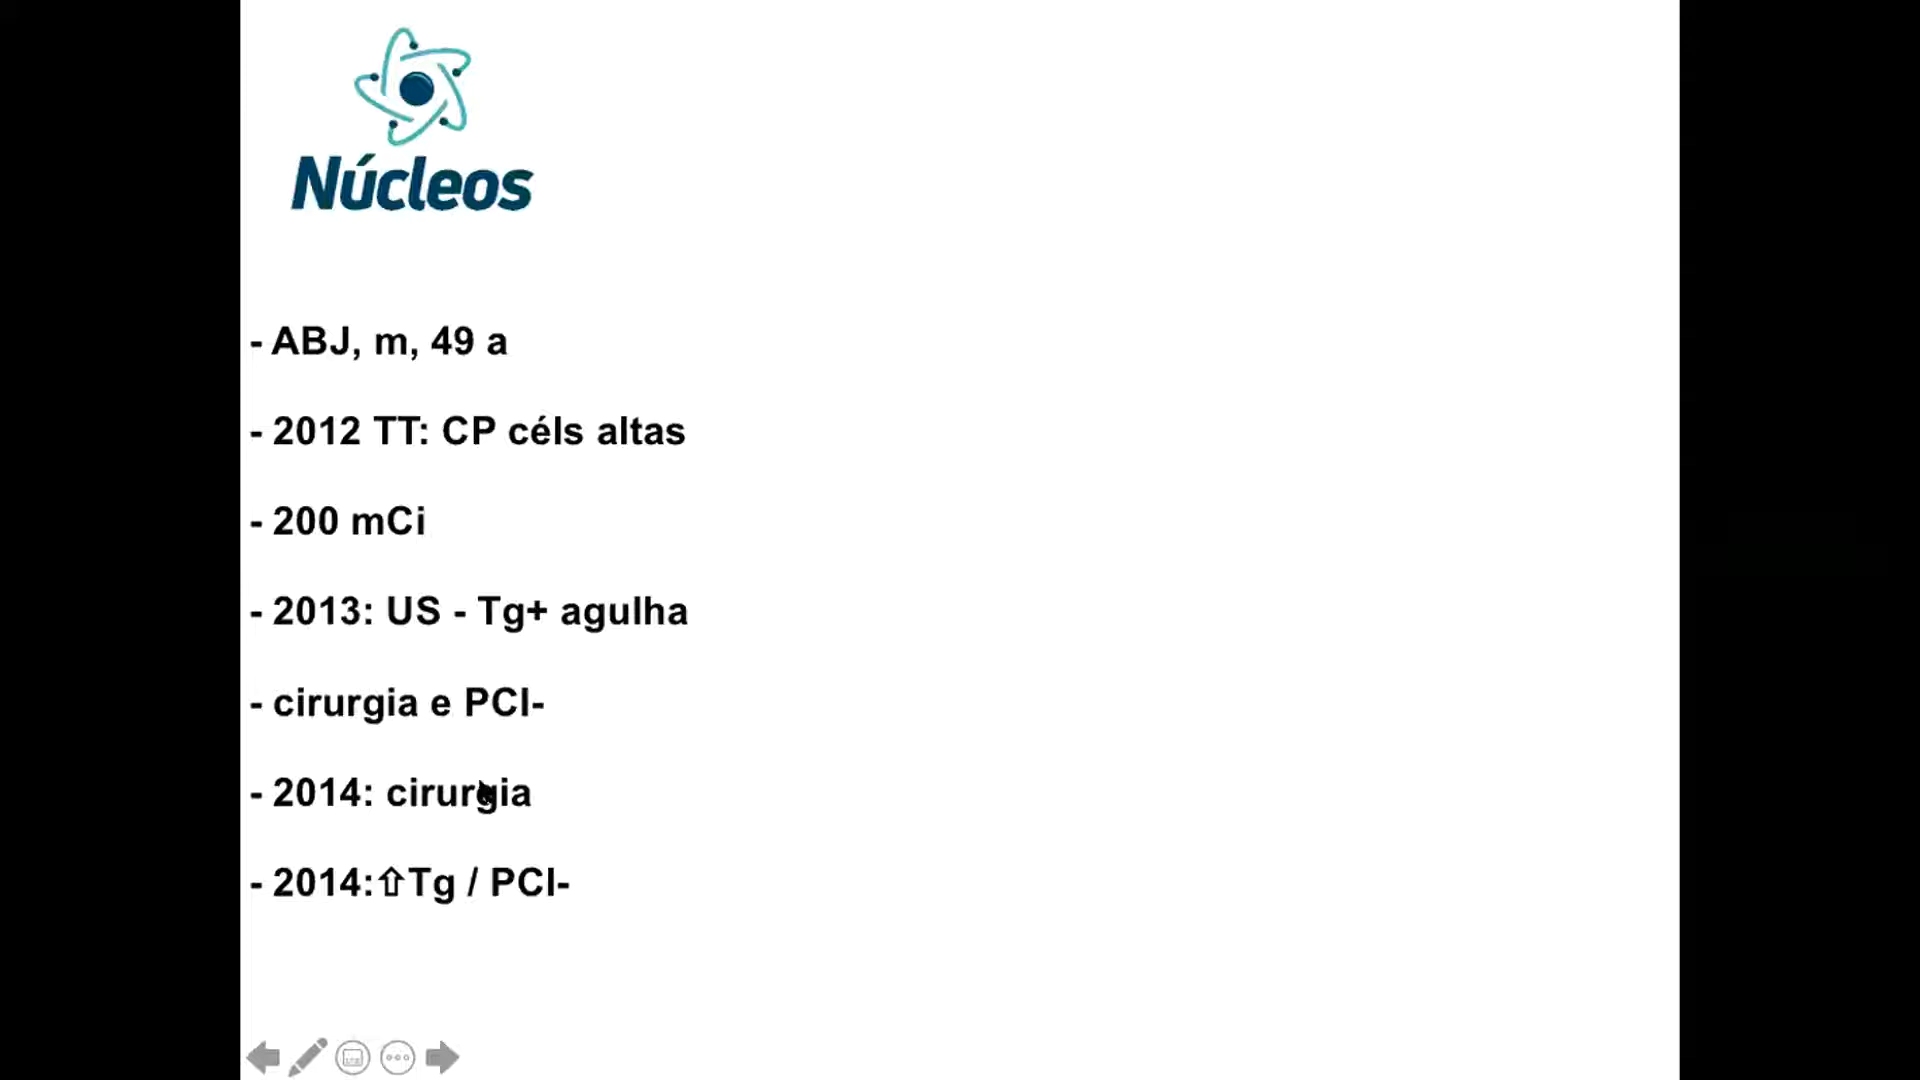 Núcleos
- ABJ, m, 49 a
- 2012 TT: CP céls altas
- 200 mCi
- 2013: US - Tg+ agulha
- cirurgia e PCI-
- 2014: cirurgia
- 2014:⇧Tg / PCI-